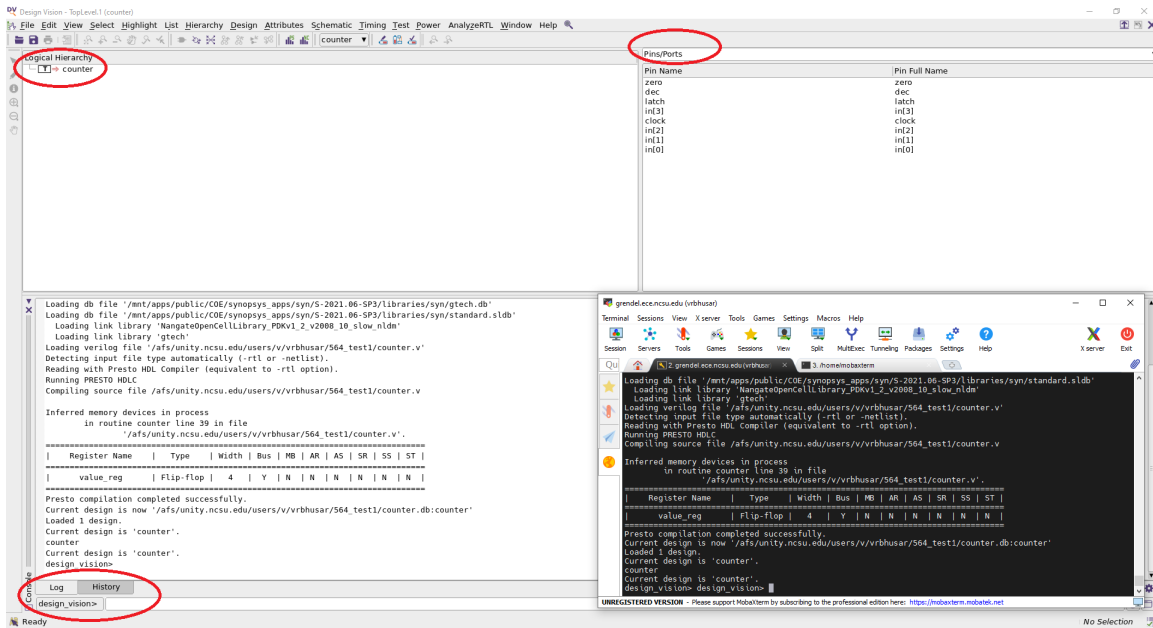 Design Vision - TopLevel.1 (counter)
File Edit View Select Highlight List Hierarchy Design Attributes Schematic Timing Test Power AnalyzeRTL Window Help
counter
Logical Hierarchy
T counter
Pins/Ports
Pin Name Pin Full Name
zero zero
dec dec
latch latch
in[3] in[3]
clock clock
in[2] in[2]
in[1] in[1]
in[0] in[0]
Loading db file '/mnt/apps/public/COE/synopsys_apps/syn/S-2021.06-SP3/libraries/syn/gtech.db'
Loading db file '/mnt/apps/public/COE/synopsys_apps/syn/S-2021.06-SP3/libraries/syn/standard.sldb'
Loading link library 'NangateOpenCellLibrary_PDKv1_2_v2008_10_slow_nldm'
Loading link library 'gtech'
Loading verilog file '/afs/unity.ncsu.edu/users/v/vrbhusar/564_test1/counter.v'
Detecting input file type automatically (-rtl or -netlist).
Reading with Presto HDL Compiler (equivalent to -rtl option).
Running PRESTO HDLC
Compiling source file /afs/unity.ncsu.edu/users/v/vrbhusar/564_test1/counter.v
Inferred memory devices in process
in routine counter line 39 in file
'/afs/unity.ncsu.edu/users/v/vrbhusar/564_test1/counter.v'.
===============================================================================
| Register Name | Type | Width | Bus | MB | AR | AS | SR | SS | ST |
===============================================================================
| value_reg | Flip-flop | 4 | Y | N | N | N | N | N | N |
===============================================================================
Presto compilation completed successfully.
Current design is now '/afs/unity.ncsu.edu/users/v/vrbhusar/564_test1/counter.db:counter'
Loaded 1 design.
Current design is 'counter'.
counter
Current design is 'counter'.
design_vision>
Console
Log History
design_vision>
Ready
No Selection
grendel.ece.ncsu.edu (vrbhusar)
Terminal Sessions View X server Tools Games Settings Macros Help
Session Servers Tools Games Sessions View Split MultiExec Tunneling Packages Settings Help X server Exit
Qu 2. grendel.ece.ncsu.edu (vrbhusa 3. /home/mobaxterm
Loading db file '/mnt/apps/public/COE/synopsys_apps/syn/S-2021.06-SP3/libraries/syn/standard.sldb'
Loading link library 'NangateOpenCellLibrary_PDKv1_2_v2008_10_slow_nldm'
Loading link library 'gtech'
Loading verilog file '/afs/unity.ncsu.edu/users/v/vrbhusar/564_test1/counter.v'
Detecting input file type automatically (-rtl or -netlist).
Reading with Presto HDL Compiler (equivalent to -rtl option).
Running PRESTO HDLC
Compiling source file /afs/unity.ncsu.edu/users/v/vrbhusar/564_test1/counter.v
Inferred memory devices in process
in routine counter line 39 in file
'/afs/unity.ncsu.edu/users/v/vrbhusar/564_test1/counter.v'.
===============================================================================
| Register Name | Type | Width | Bus | MB | AR | AS | SR | SS | ST |
===============================================================================
| value_reg | Flip-flop | 4 | Y | N | N | N | N | N | N |
===============================================================================
Presto compilation completed successfully.
Current design is now '/afs/unity.ncsu.edu/users/v/vrbhusar/564_test1/counter.db:counter'
Loaded 1 design.
Current design is 'counter'.
counter
Current design is 'counter'.
design_vision> design_vision>
UNREGISTERED VERSION - Please support MobaXterm by subscribing to the professional edition here: https://mobaxterm.mobatek.net